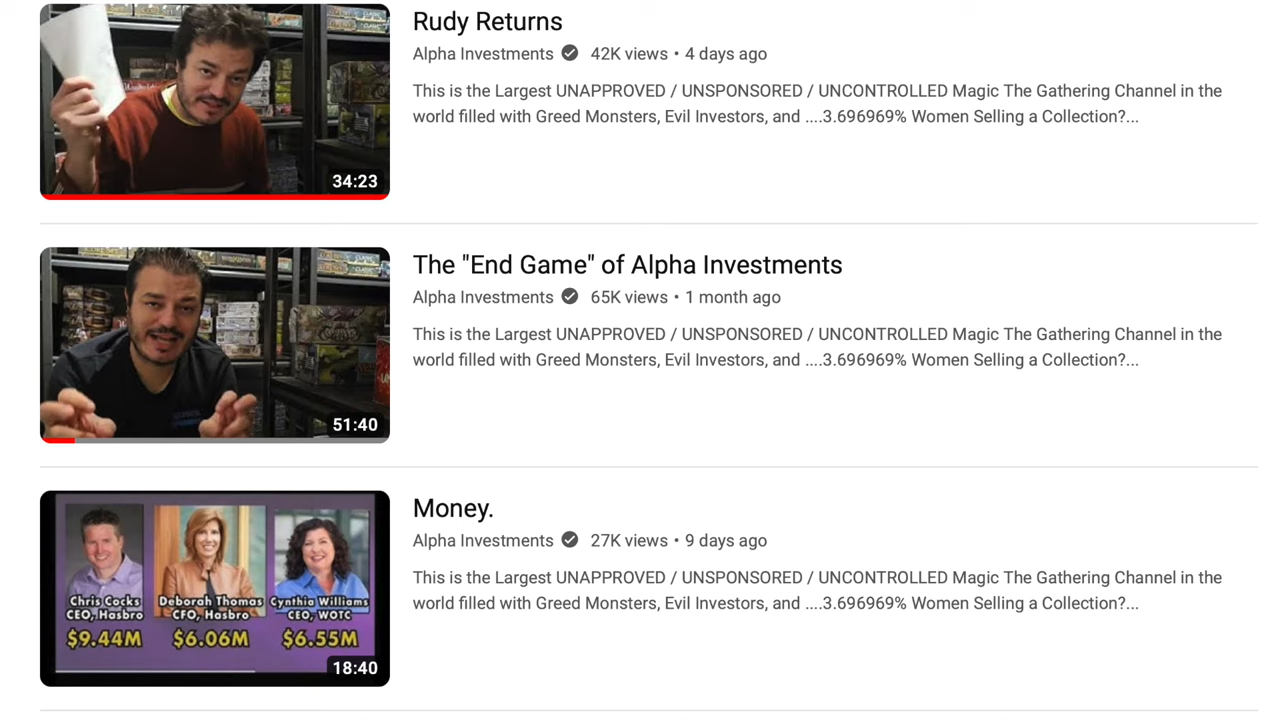 Rudy Returns
Alpha Investments 42K views • 4 days ago
This is the Largest UNAPPROVED / UNSPONSORED / UNCONTROLLED Magic The Gathering Channel in the
world filled with Greed Monsters, Evil Investors, and ....3.696969% Women Selling a Collection?...
34:23
The "End Game" of Alpha Investments
Alpha Investments 65K views • 1 month ago
This is the Largest UNAPPROVED / UNSPONSORED / UNCONTROLLED Magic The Gathering Channel in the
world filled with Greed Monsters, Evil Investors, and ....3.696969% Women Selling a Collection?...
51:40
Money.
Alpha Investments 27K views • 9 days ago
This is the Largest UNAPPROVED / UNSPONSORED / UNCONTROLLED Magic The Gathering Channel in the
world filled with Greed Monsters, Evil Investors, and ....3.696969% Women Selling a Collection?...
Chris Cocks Deborah Thomas Cynthia Williams
CEO, Hasbro CFO, Hasbro CEO, WOTC
$9.44M $6.06M $6.55M
18:40